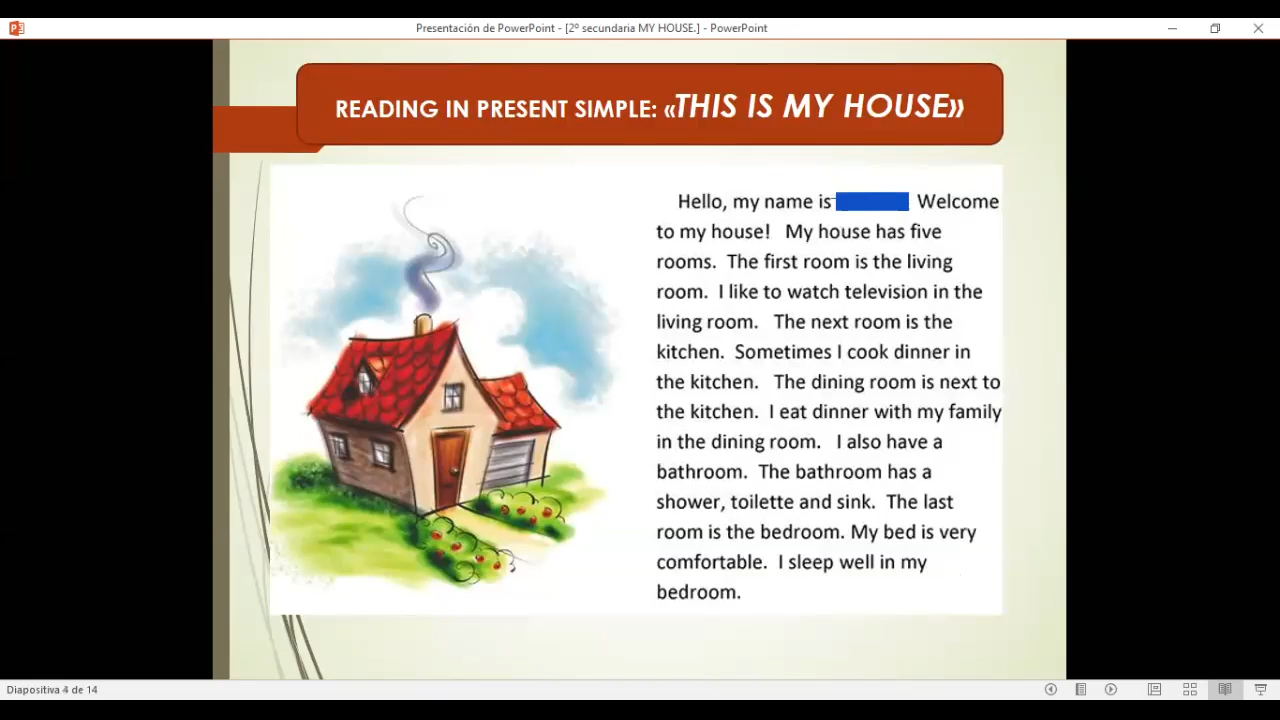 Presentación de PowerPoint - [2º secundaria MY HOUSE.] - PowerPoint
READING IN PRESENT SIMPLE: «THIS IS MY HOUSE»
Hello, my name is Welcome
to my house! My house has five
rooms. The first room is the living
room. I like to watch television in the
living room. The next room is the
kitchen. Sometimes I cook dinner in
the kitchen. The dining room is next to
the kitchen. I eat dinner with my family
in the dining room. I also have a
bathroom. The bathroom has a
shower, toilette and sink. The last
room is the bedroom. My bed is very
comfortable. I sleep well in my
bedroom.
Diapositiva 4 de 14